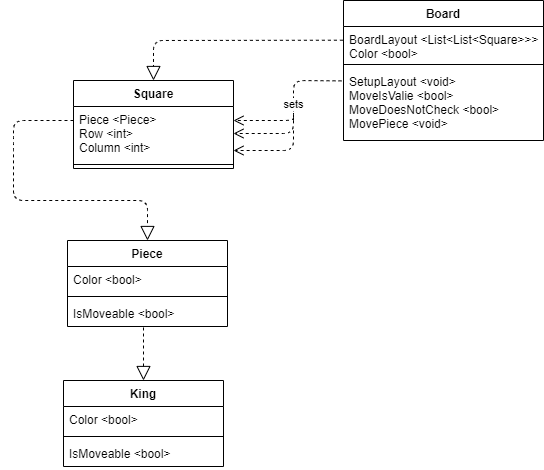 Board
BoardLayout <List<List<Square>>>
Color <bool>
SetupLayout <void>
MoveIsValie <bool>
MoveDoesNotCheck <bool>
MovePiece <void>
sets
Square
Piece <Piece>
Row <int>
Column <int>
Piece
Color <bool>
IsMoveable <bool>
King
Color <bool>
IsMoveable <bool>